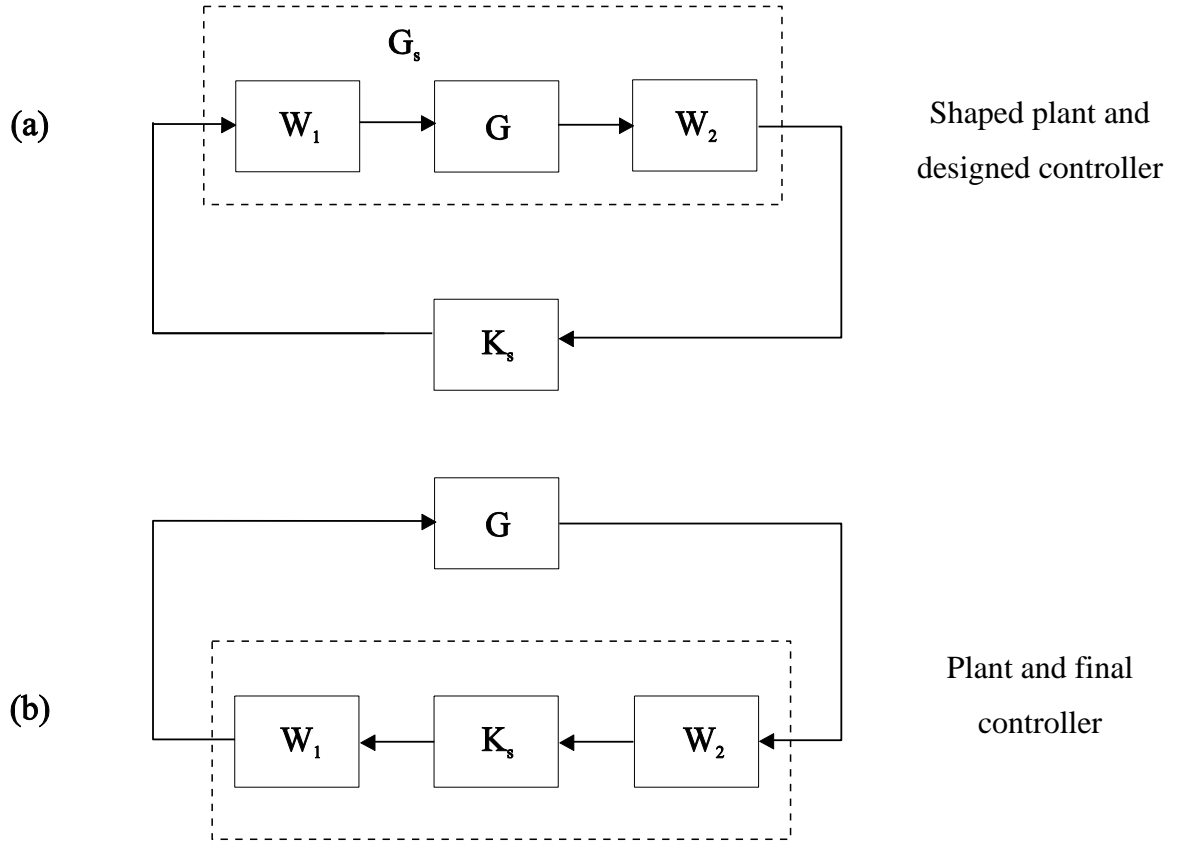 G_s
(a)
W_1
G
W_2
Shaped plant and
designed controller
K_s
G
(b)
W_1
K_s
W_2
Plant and final
controller